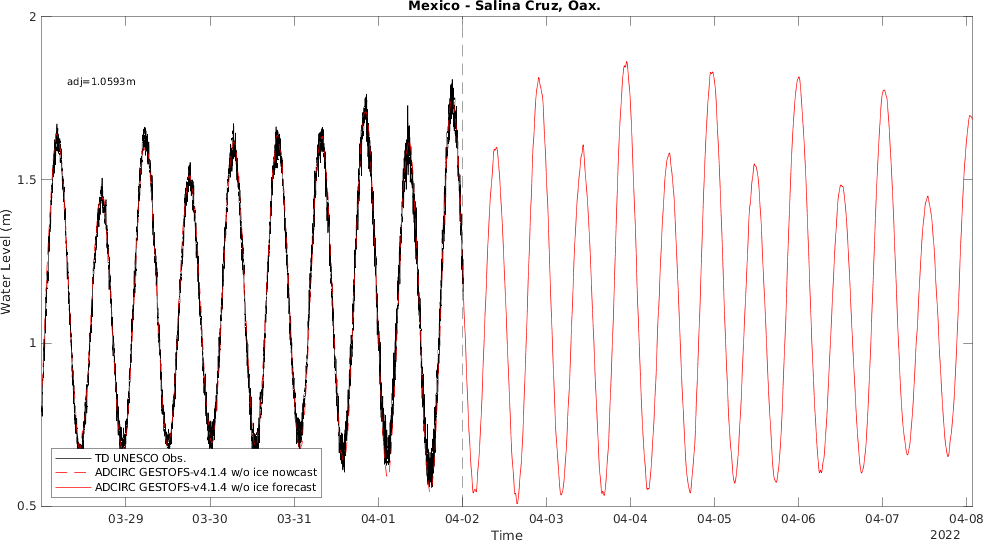 Mexico - Salina Cruz, Oax.
adj=1.0593m
Water Level (m)
2
1.5
1
0.5
TD UNESCO Obs.
ADCIRC GESTOFS-v4.1.4 w/o ice nowcast
ADCIRC GESTOFS-v4.1.4 w/o ice forecast
03-29 03-30 03-31 04-01 04-02 04-03 04-04 04-05 04-06 04-07 04-08
Time
2022